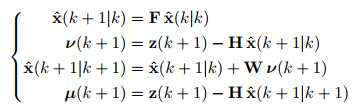 x̂(k + 1|k) = F x̂(k|k)
ν(k + 1) = z(k + 1) − H x̂(k + 1|k)
x̂(k + 1|k + 1) = x̂(k + 1|k) + W ν(k + 1)
μ(k + 1) = z(k + 1) − H x̂(k + 1|k + 1)